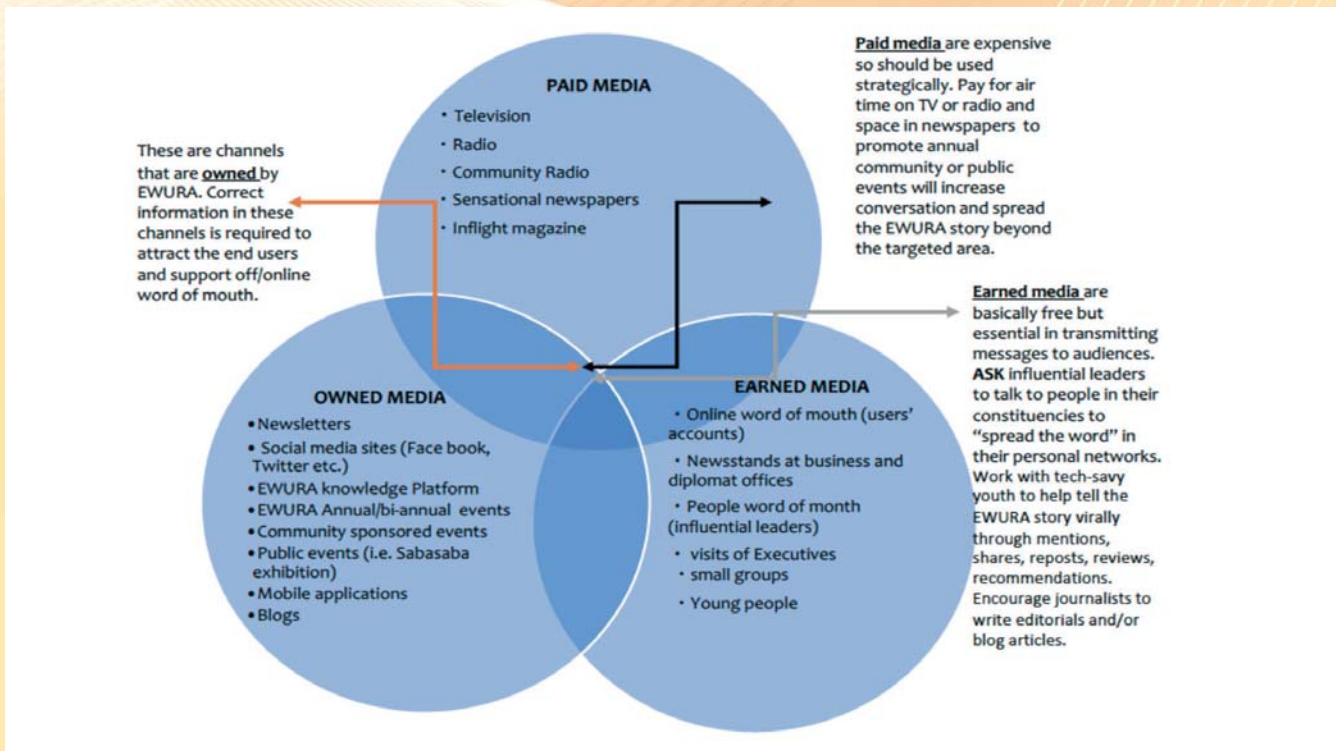 PAID MEDIA
· Television
· Radio
· Community Radio
· Sensational newspapers
· Inflight magazine
Paid media are expensive
so should be used
strategically. Pay for air
time on TV or radio and
space in newspapers to
promote annual
community or public
events will increase
conversation and spread
the EWURA story beyond
the targeted area.
These are channels
that are owned by
EWURA. Correct
information in these
channels is required to
attract the end users
and support off/online
word of mouth.
OWNED MEDIA
•Newsletters
• Social media sites (Face book,
Twitter etc.)
•EWURA knowledge Platform
•EWURA Annual/bi-annual events
•Community sponsored events
•Public events (i.e. Sabasaba
exhibition)
•Mobile applications
•Blogs
EARNED MEDIA
· Online word of mouth (users’
accounts)
· Newsstands at business and
diplomat offices
· People word of month
(influential leaders)
· visits of Executives
· small groups
· Young people
Earned media are
basically free but
essential in transmitting
messages to audiences.
ASK influential leaders
to talk to people in their
constituencies to
“spread the word” in
their personal networks.
Work with tech-savy
youth to help tell the
EWURA story virally
through mentions,
shares, reposts, reviews,
recommendations.
Encourage journalists to
write editorials and/or
blog articles.